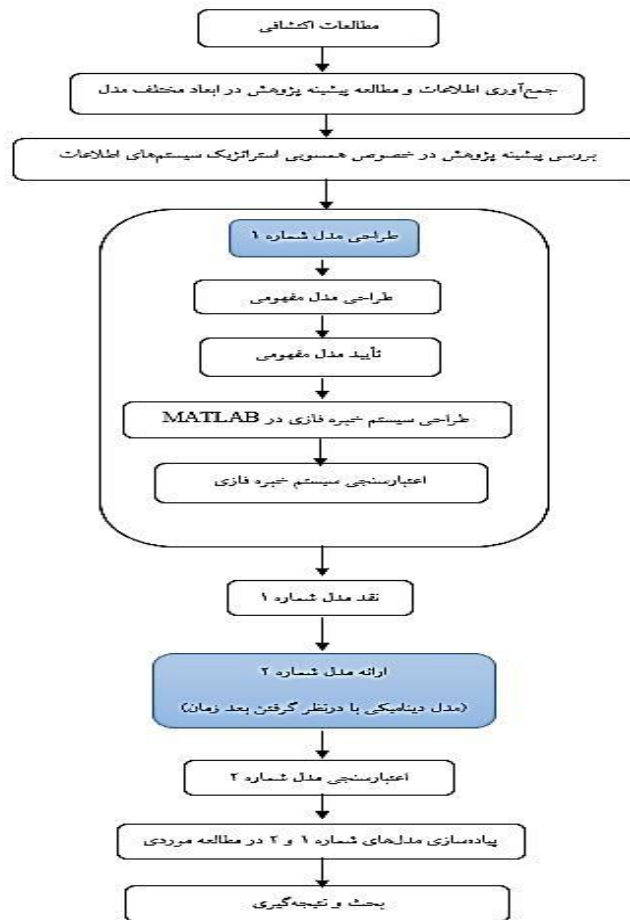 مطالعات اکتشافی
جمع‌آوری اطلاعات و مطالعه پیشینه پژوهش در ابعاد مختلف مدل
بررسی پیشینه پژوهش در خصوص همسویی استراتژیک سیستم‌های اطلاعات
طراحی مدل شماره ۱
طراحی مدل مفهومی
تأیید مدل مفهومی
طراحی سیستم خبره فازی در MATLAB
اعتبارسنجی سیستم خبره فازی
نقد مدل شماره ۱
ارائه مدل شماره ۲
(مدل دینامیکی با درنظر گرفتن بعد زمان)
اعتبارسنجی مدل شماره ۲
پیاده‌سازی مدل‌های شماره ۱ و ۲ در مطالعه موردی
بحث و نتیجه‌گیری